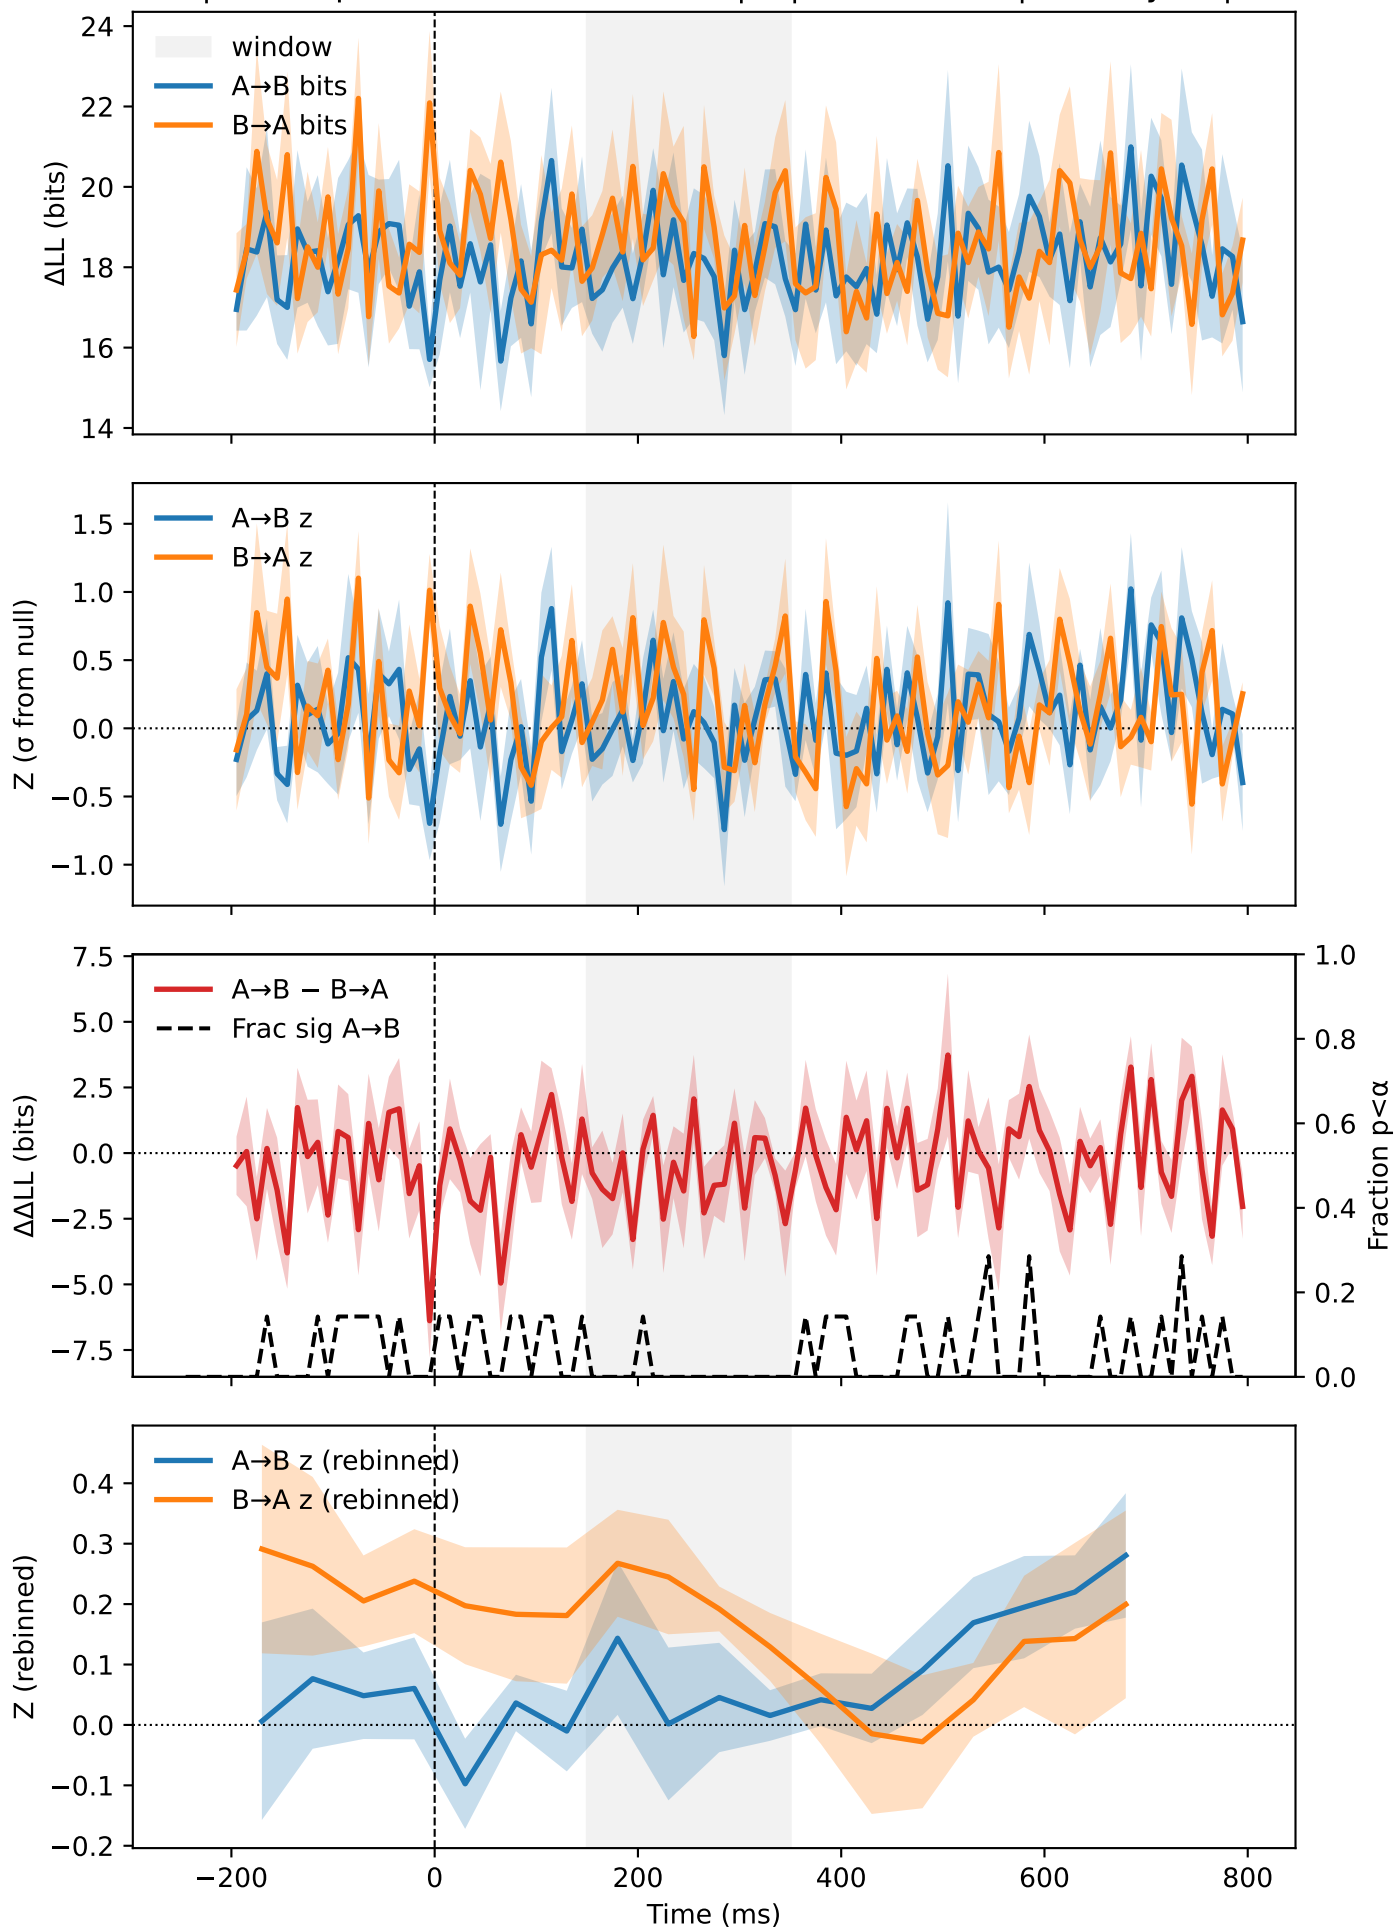 24
22
20
18
16
14
ΔLL (bits)
window
A→B bits
B→A bits
1.5
1.0
0.5
0.0
−0.5
−1.0
Z (σ from null)
A→B z
B→A z
7.5
5.0
2.5
0.0
−2.5
−5.0
−7.5
ΔΔLL (bits)
A→B − B→A
Frac sig A→B
1.0
0.8
0.6
0.4
0.2
0.0
Fraction p<α
0.4
0.3
0.2
0.1
0.0
−0.1
−0.2
Z (rebinned)
A→B z (rebinned)
B→A z (rebinned)
−200
0
200
400
600
800
Time (ms)